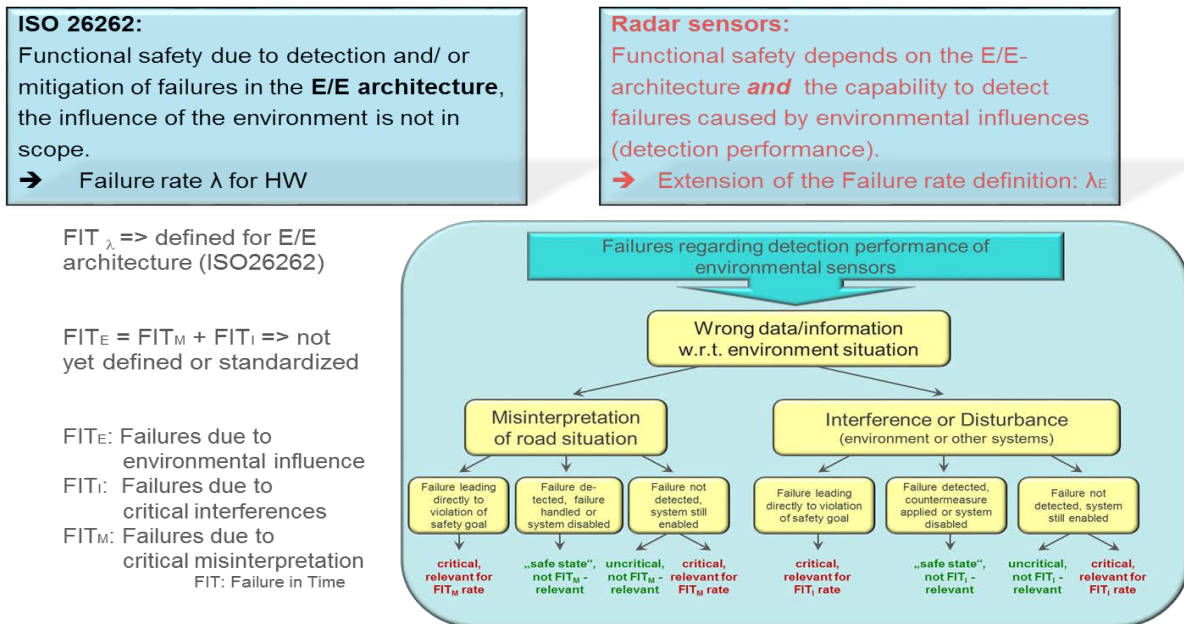 ISO 26262:
Functional safety due to detection and/ or
mitigation of failures in the E/E architecture,
the influence of the environment is not in
scope.
➔ Failure rate λ for HW
Radar sensors:
Functional safety depends on the E/E-
architecture and the capability to detect
failures caused by environmental influences
(detection performance).
➔ Extension of the Failure rate definition: λE
FIT λ => defined for E/E
architecture (ISO26262)
FITE = FITM + FITI => not
yet defined or standardized
FITE: Failures due to
environmental influence
FITI: Failures due to
critical interferences
FITM: Failures due to
critical misinterpretation
FIT: Failure in Time
Failures regarding detection performance of
environmental sensors
Wrong data/information
w.r.t. environment situation
Misinterpretation
of road situation
Interference or Disturbance
(environment or other systems)
Failure leading
directly to
violation of
safety goal
Failure de-
tected, failure
handled or
system disabled
Failure not
detected,
system still
enabled
Failure leading
directly to violation
of safety goal
Failure detected,
countermeasure
applied or system
disabled
Failure not
detected, system
still enabled
critical,
relevant for
FITM rate
„safe state“,
not FITM -
relevant
uncritical,
not FITM -
relevant
critical,
relevant for
FITM rate
critical,
relevant for
FITI rate
„safe state“,
not FITI -
relevant
uncritical,
not FITI -
relevant
critical,
relevant for
FITI rate